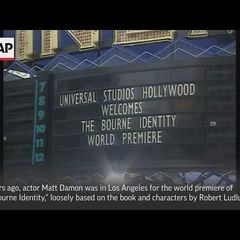 AP
7
8
9
10
11
12
UNIVERSAL STUDIOS HOLLYWOOD
WELCOMES
THE BOURNE IDENTITY
WORLD PREMIERE
rs ago, actor Matt Damon was in Los Angeles for the world premiere of
ourne Identity," loosely based on the book and characters by Robert Ludlu